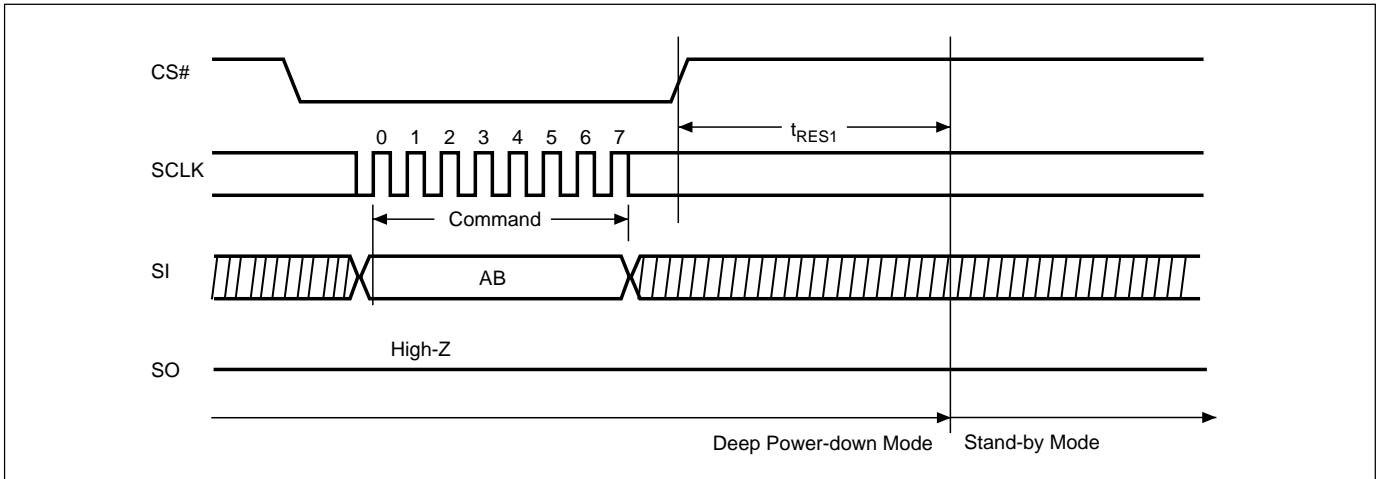 CS#
tRES1
0 1 2 3 4 5 6 7
SCLK
Command
SI
AB
High-Z
SO
Deep Power-down Mode
Stand-by Mode